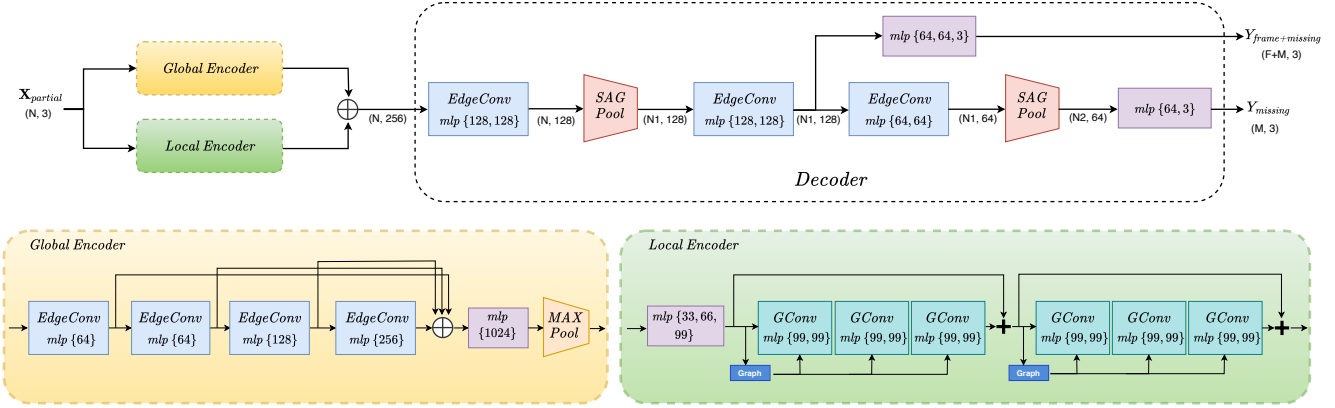 X_partial
(N, 3)
Global Encoder
Local Encoder
(N, 256)
EdgeConv
mlp {128, 128}
(N, 128)
SAG
Pool
(N1, 128)
EdgeConv
mlp {128, 128}
(N1, 128)
mlp {64, 64, 3}
EdgeConv
mlp {64, 64}
(N1, 64)
SAG
Pool
(N2, 64)
mlp {64, 3}
Y_frame+missing
(F+M, 3)
Y_missing
(M, 3)
Decoder
Global Encoder
EdgeConv
mlp {64}
EdgeConv
mlp {64}
EdgeConv
mlp {128}
EdgeConv
mlp {256}
mlp
{1024}
MAX
Pool
Local Encoder
mlp {33, 66,
99}
Graph
GConv
mlp {99, 99}
GConv
mlp {99, 99}
GConv
mlp {99, 99}
Graph
GConv
mlp {99, 99}
GConv
mlp {99, 99}
GConv
mlp {99, 99}